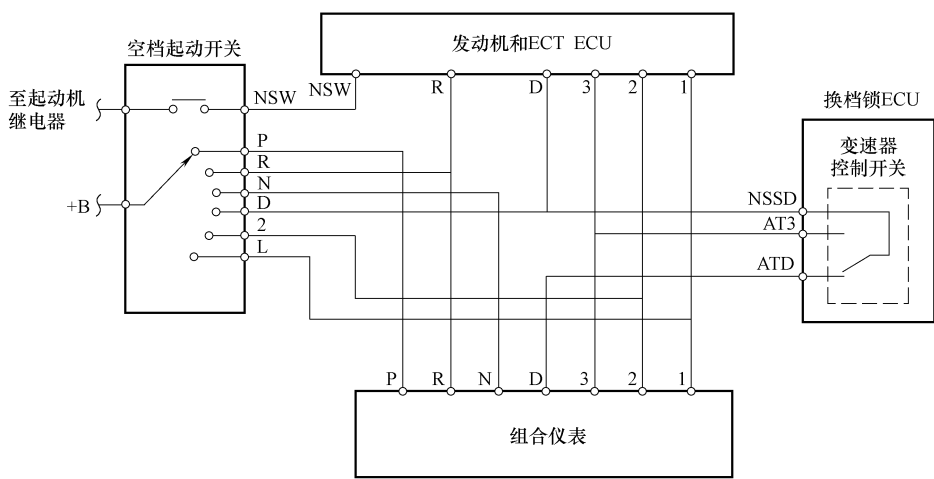 空档起动开关
发动机和ECT ECU
至起动机
继电器
NSW
NSW
R
D
3
2
1
换档锁ECU
变速器
控制开关
P
R
N
D
2
L
+B
NSSD
AT3
ATD
P
R
N
D
3
2
1
组合仪表